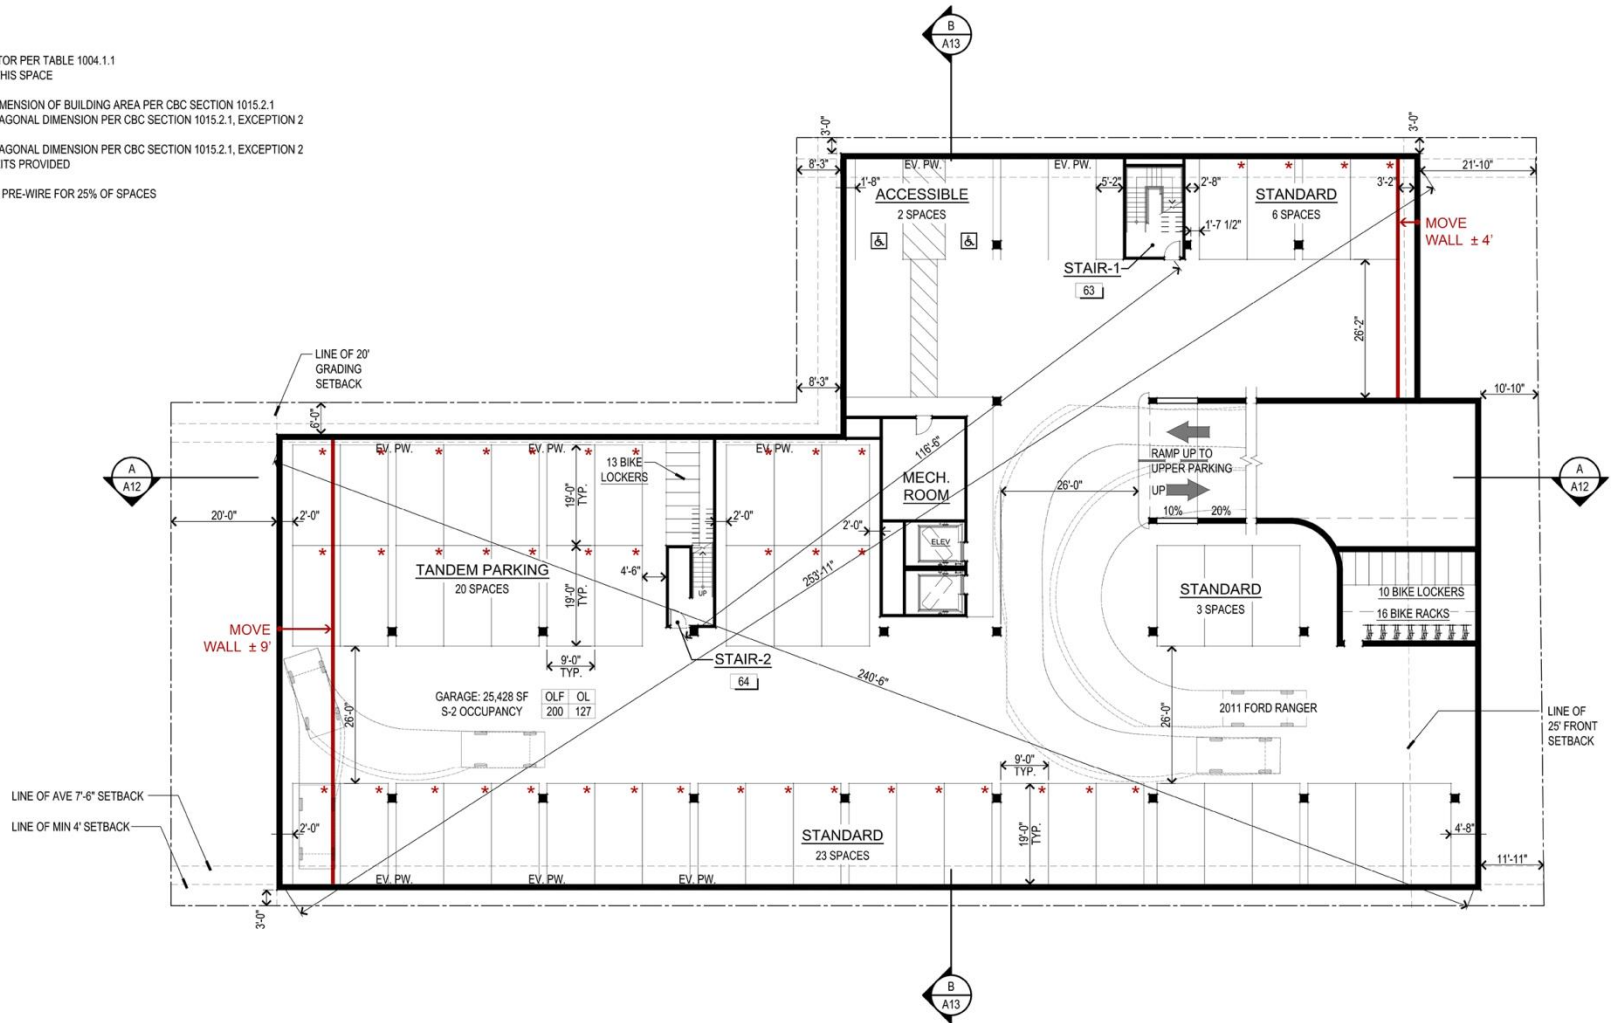 TOR PER TABLE 1004.1.1
HIS SPACE
MENSION OF BUILDING AREA PER CBC SECTION 1015.2.1
AGONAL DIMENSION PER CBC SECTION 1015.2.1, EXCEPTION 2
AGONAL DIMENSION PER CBC SECTION 1015.2.1, EXCEPTION 2
ITS PROVIDED
PRE-WIRE FOR 25% OF SPACES
B
A13
3'-0"
3'-0"
8'-3"
1'-8"
EV. PW.
EV. PW.
5'-2"
2'-8"
3'-2"
21'-10"
ACCESSIBLE
2 SPACES
STANDARD
6 SPACES
1'-7 1/2"
MOVE
WALL ± 4'
STAIR-1
63
26'-2"
LINE OF 20'
GRADING
SETBACK
8'-3"
6'-0"
10'-10"
A
A12
EV. PW.
EV. PW.
EV. PW.
13 BIKE
LOCKERS
19'-0"
TYP.
116'-6"
MECH.
ROOM
RAMP UP TO
UPPER PARKING
UP
10%
20%
26'-0"
A
A12
20'-0"
2'-0"
2'-0"
2'-0"
ELEV
TANDEM PARKING
20 SPACES
19'-0"
TYP.
4'-6"
UP
253'-11"
STANDARD
3 SPACES
10 BIKE LOCKERS
16 BIKE RACKS
MOVE
WALL ± 9'
9'-0"
TYP.
STAIR-2
64
240'-6"
GARAGE: 25,428 SF
S-2 OCCUPANCY
OLF OL
200 127
26'-0"
26'-0"
2011 FORD RANGER
LINE OF
25' FRONT
SETBACK
9'-0"
TYP.
LINE OF AVE 7'-6" SETBACK
LINE OF MIN 4' SETBACK
2'-0"
STANDARD
23 SPACES
19'-0"
TYP.
4'-8"
11'-11"
EV. PW.
EV. PW.
EV. PW.
3'-0"
B
A13